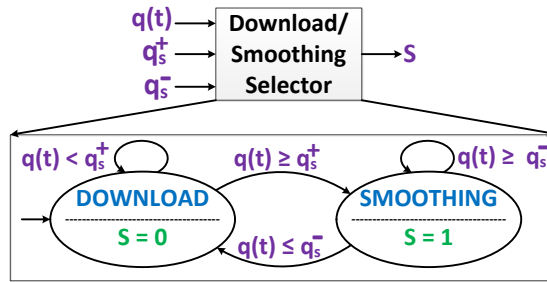 q(t)
q_s^+
q_s^-
Download/
Smoothing
Selector
S
q(t) < q_s^+
q(t) ≥ q_s^+
q(t) ≥ q_s^-
DOWNLOAD
S = 0
SMOOTHING
S = 1
q(t) ≤ q_s^-